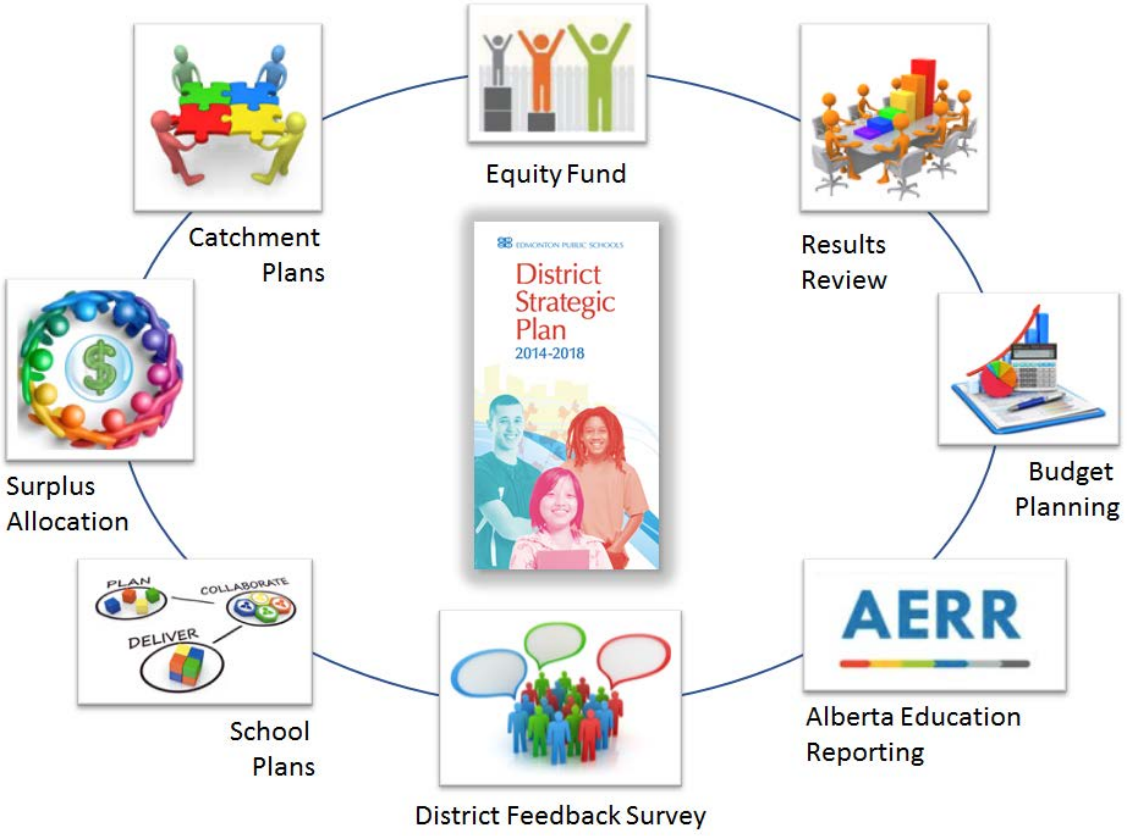 Equity Fund
Catchment
Plans
Results
Review
EDMONTON PUBLIC SCHOOLS
District
Strategic
Plan
2014-2018
$
Surplus
Allocation
Budget
Planning
PLAN
COLLABORATE
DELIVER
School
Plans
AERR
Alberta Education
Reporting
District Feedback Survey